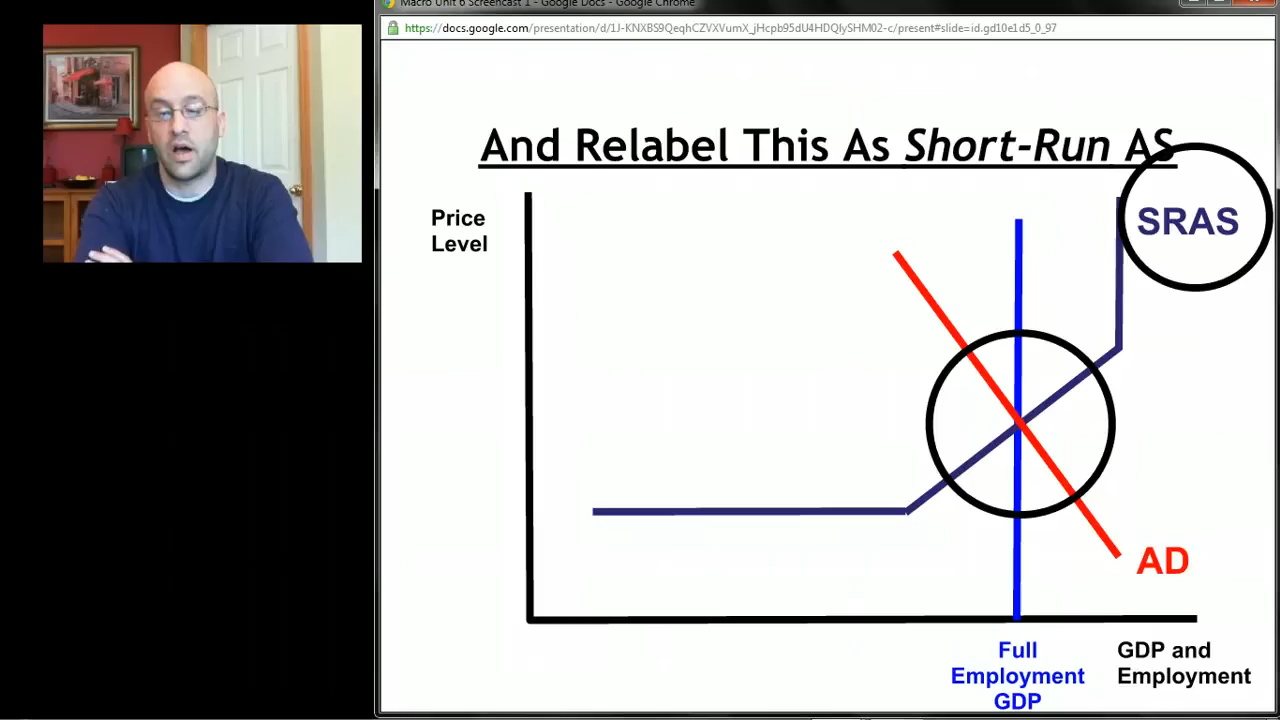 Macro Unit 6 Screencast 1 - Google Docs - Google Chrome
https://docs.google.com/presentation/d/1J-KNXBS9QeqhCZVXVumX_jHcpb95dU4HDQIySHM02-c/present#slide=id.gd10e1d5_0_97
And Relabel This As Short-Run AS
Price
Level
SRAS
AD
Full
Employment
GDP
GDP and
Employment